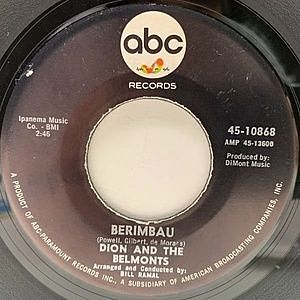 abc
RECORDS
Ipanema Music
Co. - BMI
2:46
45-10868
AMP 45-13608
Produced by:
DiMont Music
BERIMBAU
(Powell, Gilbert, de Moraes)
DION AND THE
BELMONTS
Arranged and Conducted by:
BILL RAMAL
A PRODUCT OF ABC-PARAMOUNT RECORDS, INC., A SUBSIDIARY OF AMERICAN BROADCASTING COMPANIES, INC.